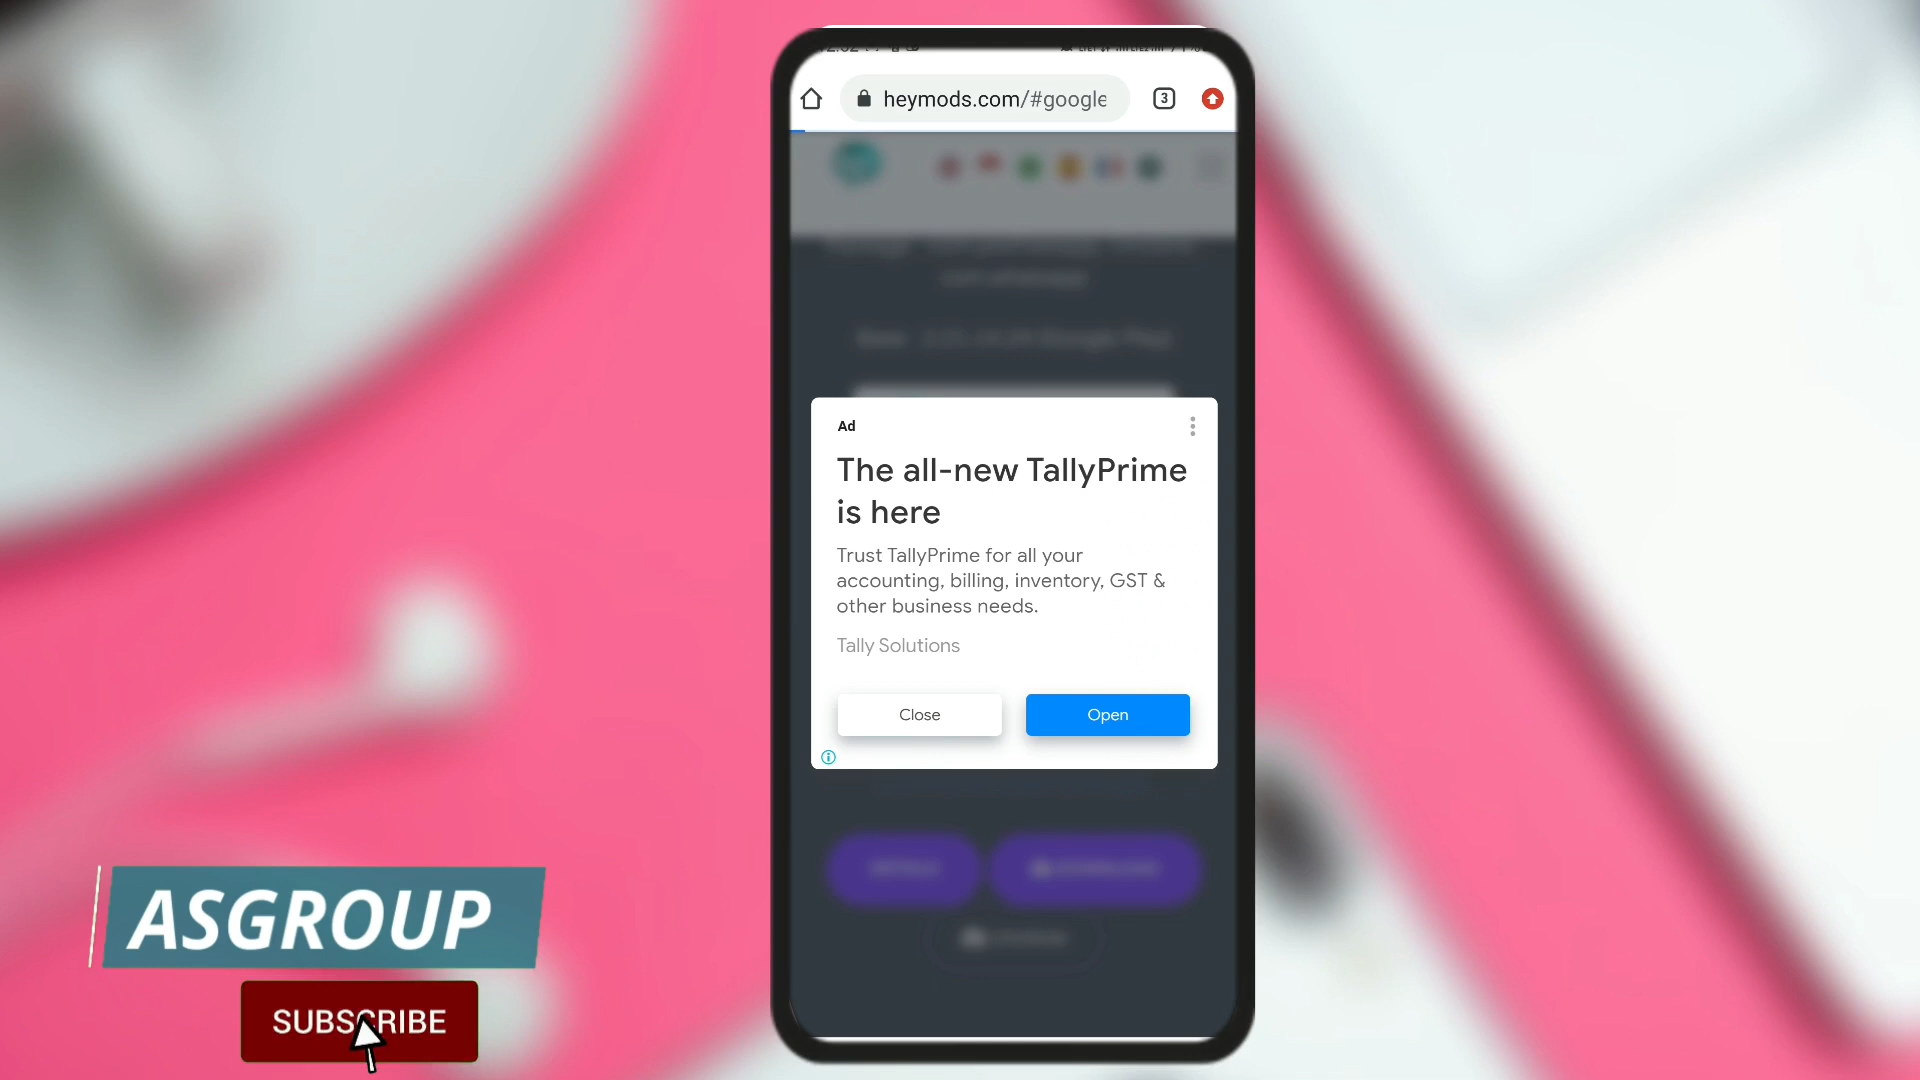 heymods.com/#google
3
Ad
The all-new TallyPrime
is here
Trust TallyPrime for all your
accounting, billing, inventory, GST &
other business needs.
Tally Solutions
Close
Open
ASGROUP
SUBSCRIBE